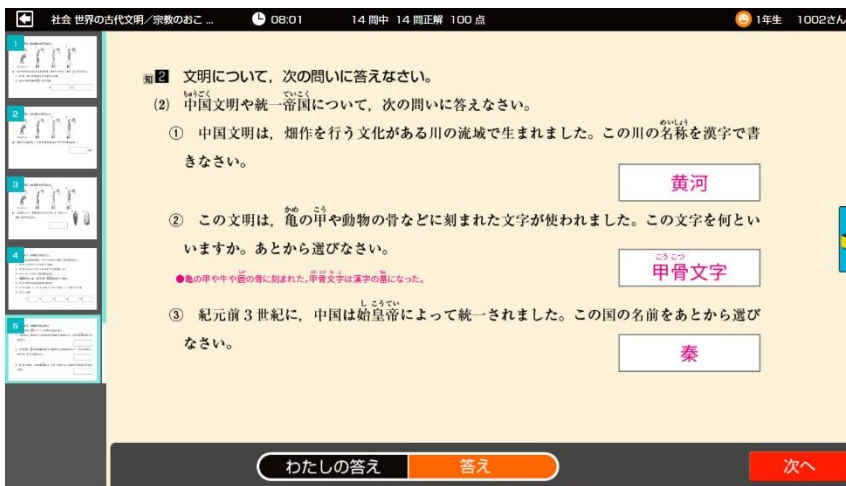 社会 世界の古代文明／宗教のおこ ...
08:01
14 問中 14 問正解 100 点
1年生 1002さん
1
2
3
4
5
知2 文明について，次の問いに答えなさい。
(2) 中国文明や統一帝国について，次の問いに答えなさい。
① 中国文明は，畑作を行う文化がある川の流域で生まれました。この川の名称を漢字で書
きなさい。
黄河
② この文明は，亀の甲や動物の骨などに刻まれた文字が使われました。この文字を何とい
いますか。あとから選びなさい。
甲骨文字
●亀の甲や牛や鹿の骨に刻まれた，甲骨文字は漢字の基になった。
③ 紀元前３世紀に，中国は始皇帝によって統一されました。この国の名前をあとから選び
なさい。
秦
わたしの答え
答え
次へ